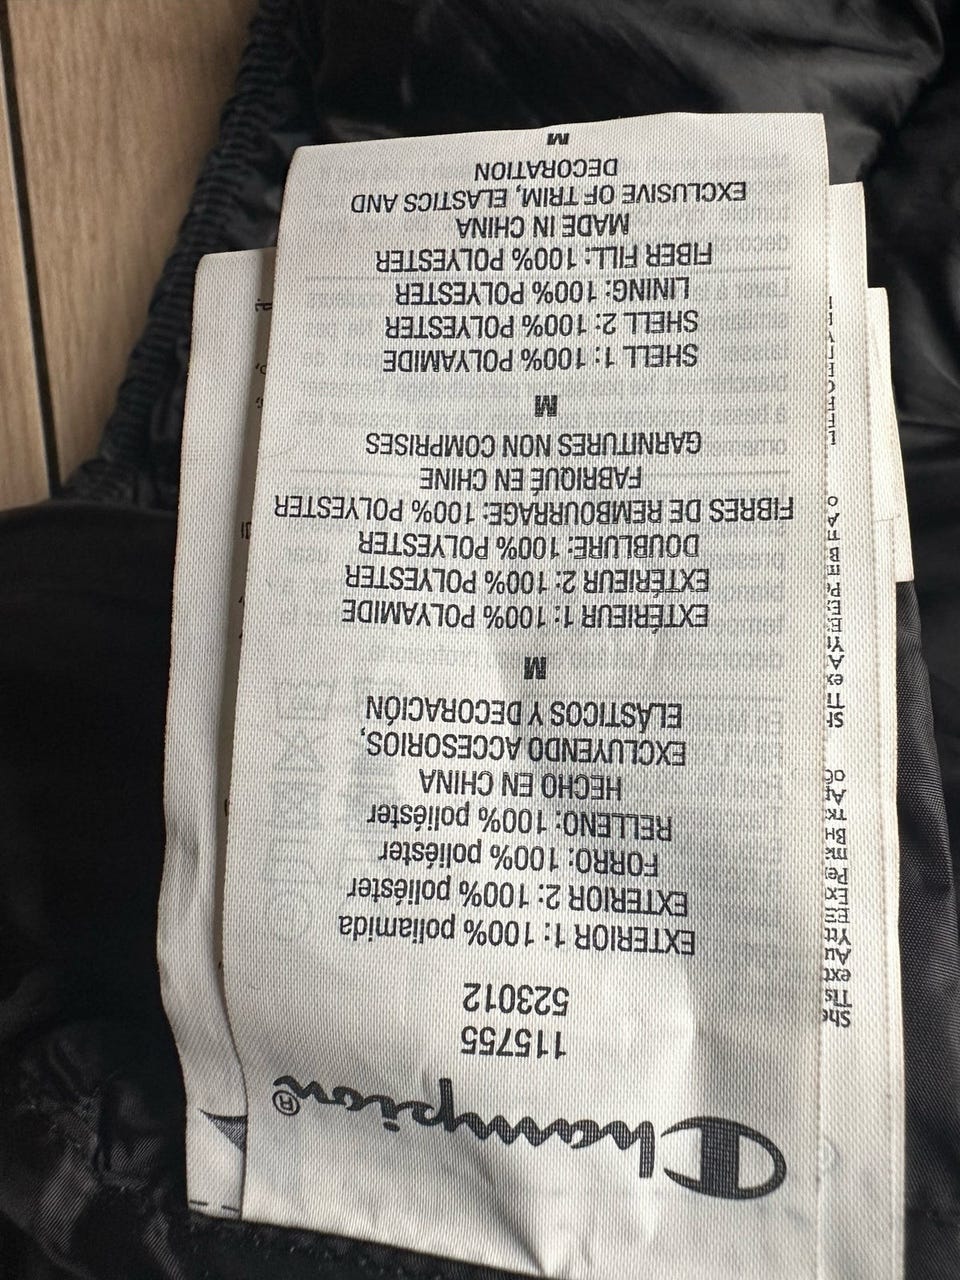 Champion®
115755
523012
EXTERIOR 1: 100% poliamida
EXTERIOR 2: 100% poliéster
FORRO: 100% poliéster
RELLENO: 100% poliéster
HECHO EN CHINA
EXCLUYENDO ACCESORIOS,
ELÁSTICOS Y DECORACIÓN
M
EXTÉRIEUR 1: 100% POLYAMIDE
EXTÉRIEUR 2: 100% POLYESTER
DOUBLURE: 100% POLYESTER
FIBRES DE REMBOURRAGE: 100% POLYESTER
FABRIQUÉ EN CHINE
GARNITURES NON COMPRISES
M
SHELL 1: 100% POLYAMIDE
SHELL 2: 100% POLYESTER
LINING: 100% POLYESTER
FIBER FILL: 100% POLYESTER
MADE IN CHINA
EXCLUSIVE OF TRIM, ELASTICS AND
DECORATION
M